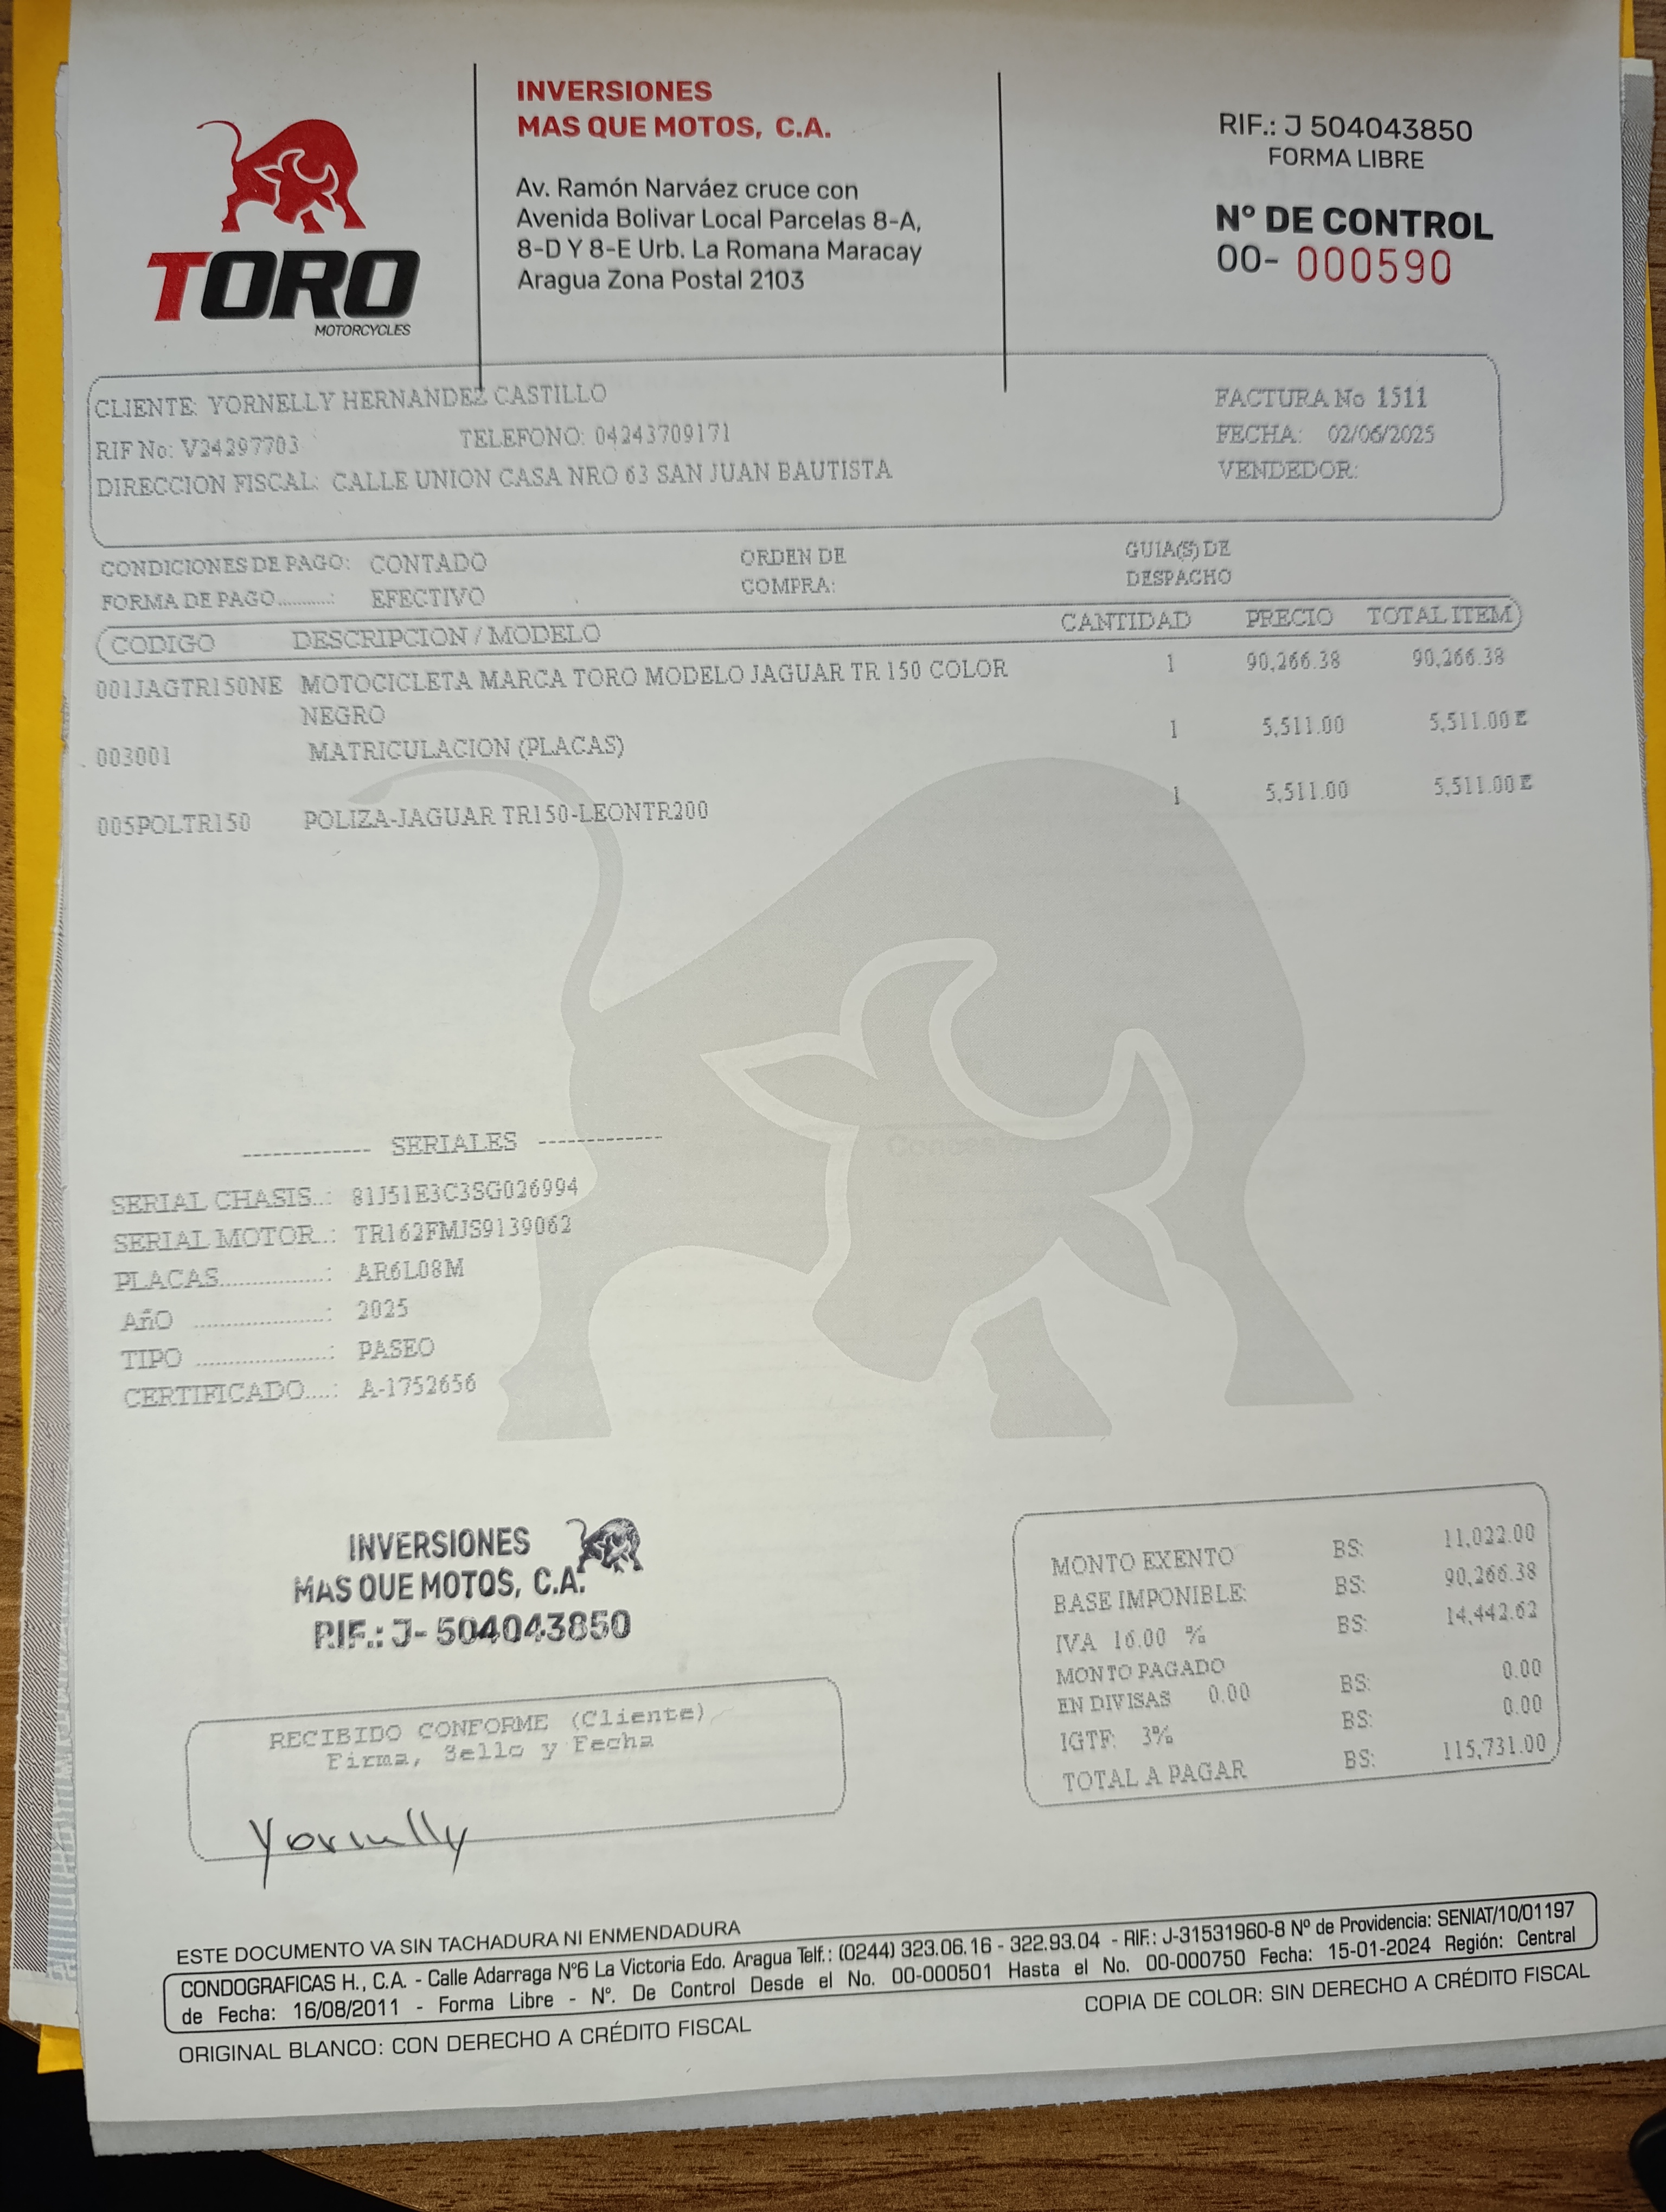 TORO
MOTORCYCLES
INVERSIONES
MAS QUE MOTOS, C.A.
Av. Ramón Narváez cruce con
Avenida Bolivar Local Parcelas 8-A,
8-D Y 8-E Urb. La Romana Maracay
Aragua Zona Postal 2103
RIF.: J 504043850
FORMA LIBRE
Nº DE CONTROL
00- 000590
CLIENTE: YORNELLY HERNANDEZ CASTILLO
RIF No: V24297703 TELEFONO: 04243709171
DIRECCION FISCAL: CALLE UNION CASA NRO 63 SAN JUAN BAUTISTA
FACTURA No 1511
FECHA: 02/06/2025
VENDEDOR:
CONDICIONES DE PAGO: CONTADO
FORMA DE PAGO...........: EFECTIVO
ORDEN DE
COMPRA:
GUIA(S) DE
DESPACHO
CODIGO DESCRIPCION / MODELO CANTIDAD PRECIO TOTAL ITEM
001JAGTR150NE MOTOCICLETA MARCA TORO MODELO JAGUAR TR 150 COLOR 1 90,266.38 90,266.38
NEGRO
003001 MATRICULACION (PLACAS) 1 5,511.00 5,511.00 E
005POLTR150 POLIZA-JAGUAR TR150-LEONTR200 1 5,511.00 5,511.00 E
------------- SERIALES -------------
SERIAL CHASIS..: 81J51E3C3SG026994
SERIAL MOTOR..: TR162FMJS9139062
PLACAS................: AR6L08M
AñO ....................: 2025
TIPO ....................: PASEO
CERTIFICADO....: A-1752656
INVERSIONES
MAS QUE MOTOS, C.A.
RIF.: J- 504043850
MONTO EXENTO BS: 11,022.00
BASE IMPONIBLE: BS: 90,266.38
IVA 16.00 % BS: 14,442.62
MONTO PAGADO
EN DIVISAS 0.00 BS: 0.00
IGTF: 3% BS: 0.00
TOTAL A PAGAR BS: 115,731.00
RECIBIDO CONFORME (Cliente)
Firma, Sello y Fecha
Yornelly
ESTE DOCUMENTO VA SIN TACHADURA NI ENMENDADURA
CONDOGRAFICAS H., C.A. - Calle Adarraga Nº6 La Victoria Edo. Aragua Telf.: (0244) 323.06.16 - 322.93.04 - RIF.: J-31531960-8 Nº de Providencia: SENIAT/10/01197
de Fecha: 16/08/2011 - Forma Libre - Nº. De Control Desde el No. 00-000501 Hasta el No. 00-000750 Fecha: 15-01-2024 Región: Central
ORIGINAL BLANCO: CON DERECHO A CRÉDITO FISCAL
COPIA DE COLOR: SIN DERECHO A CRÉDITO FISCAL